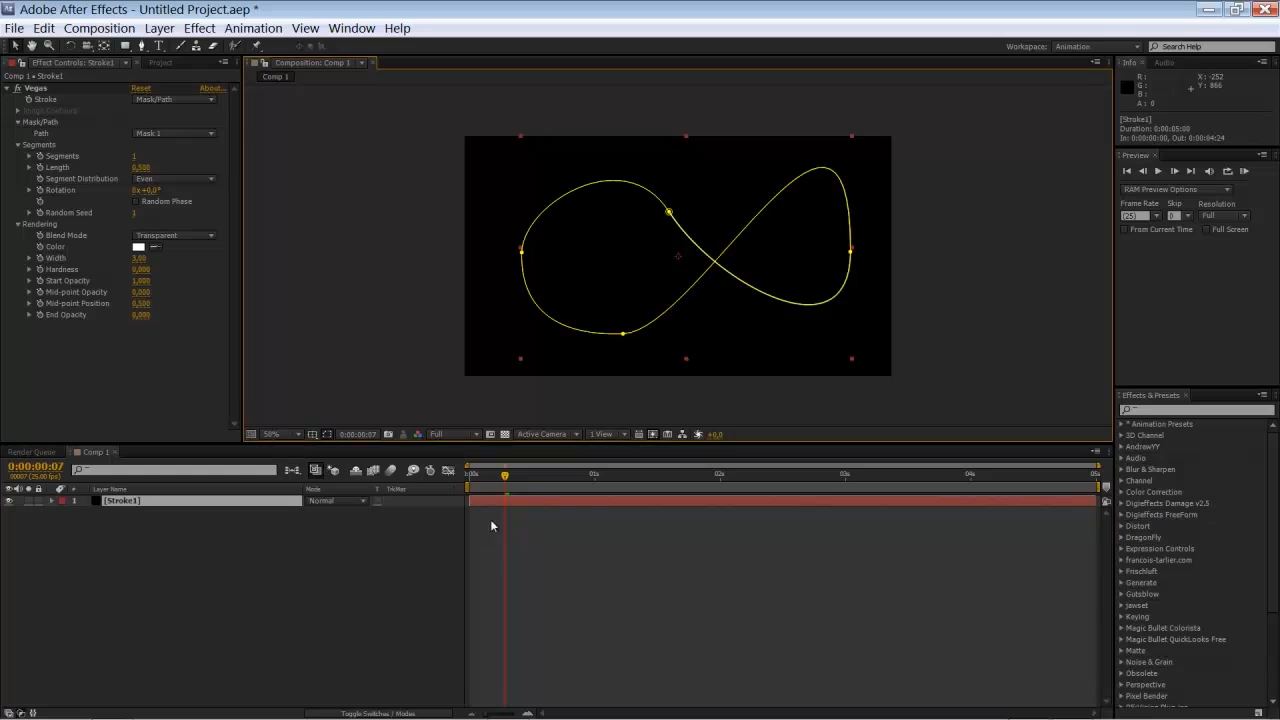 Adobe After Effects - Untitled Project.aep *
File Edit Composition Layer Effect Animation View Window Help
Workspace: Animation Search Help
Effect Controls: Stroke1 Project
Comp 1 • Stroke1
Vegas Reset About...
Stroke Mask/Path
Image Contours
Mask/Path
Path Mask 1
Segments
Segments 1
Length 0,500
Segment Distribution Even
Rotation 0x+0,0°
Random Phase
Random Seed 1
Rendering
Blend Mode Transparent
Color
Width 3,00
Hardness 0,000
Start Opacity 1,000
Mid-point Opacity 0,000
Mid-point Position 0,500
End Opacity 0,000
Composition: Comp 1
Comp 1
58% 0:00:00:07 Full Active Camera 1 View +0,0
Info Audio
R: X: -252
G: Y: 866
B:
A: 0
[Stroke1]
Duration: 0:00:05:00
In: 0:00:00:00, Out: 0:00:04:24
Preview
RAM Preview Options
Frame Rate Skip Resolution
(25) 0 Full
From Current Time Full Screen
Effects & Presets
* Animation Presets
3D Channel
AndrewYY
Audio
Blur & Sharpen
Channel
Color Correction
Digieffects Damage v2.5
Digieffects FreeForm
Distort
DragonFly
Expression Controls
francois-tarlier.com
Frischluft
Generate
Gutsblow
jawset
Keying
Magic Bullet Colorista
Magic Bullet QuickLooks Free
Matte
Noise & Grain
Obsolete
Perspective
Pixel Bender
Render Queue Comp 1
0:00:00:07
00007 (25.00 fps)
:00s 01s 02s 03s 04s 05s
# Layer Name Mode T TrkMat
1 [Stroke1] Normal
Toggle Switches / Modes